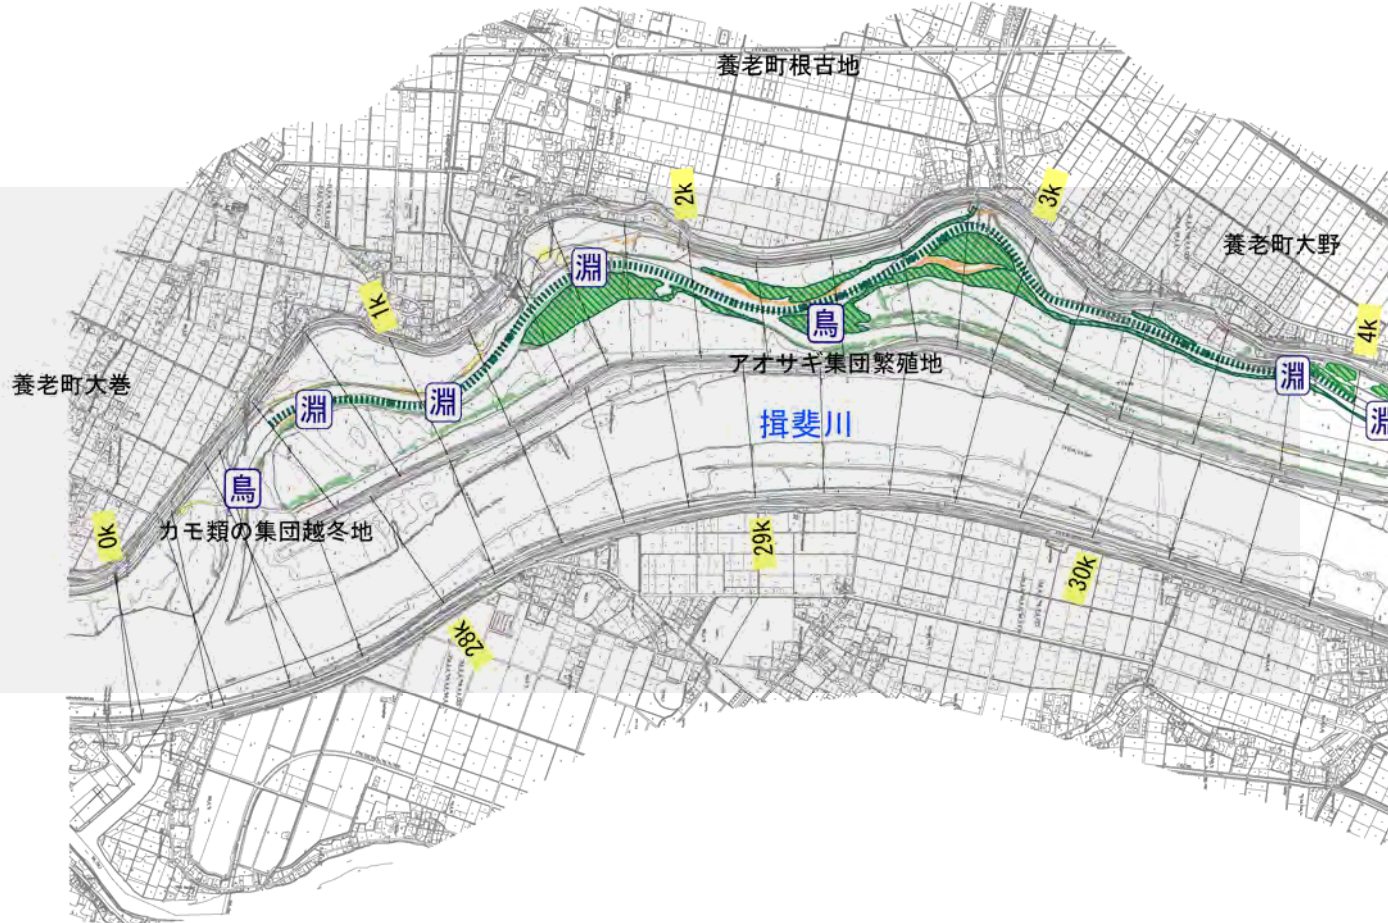 養老町根古地
2k
3k
養老町大野
淵
1k
鳥
4k
アオサギ集団繁殖地
養老町大巻
淵
淵
淵
淵
揖斐川
鳥
カモ類の集団越冬地
0k
29k
30k
28k